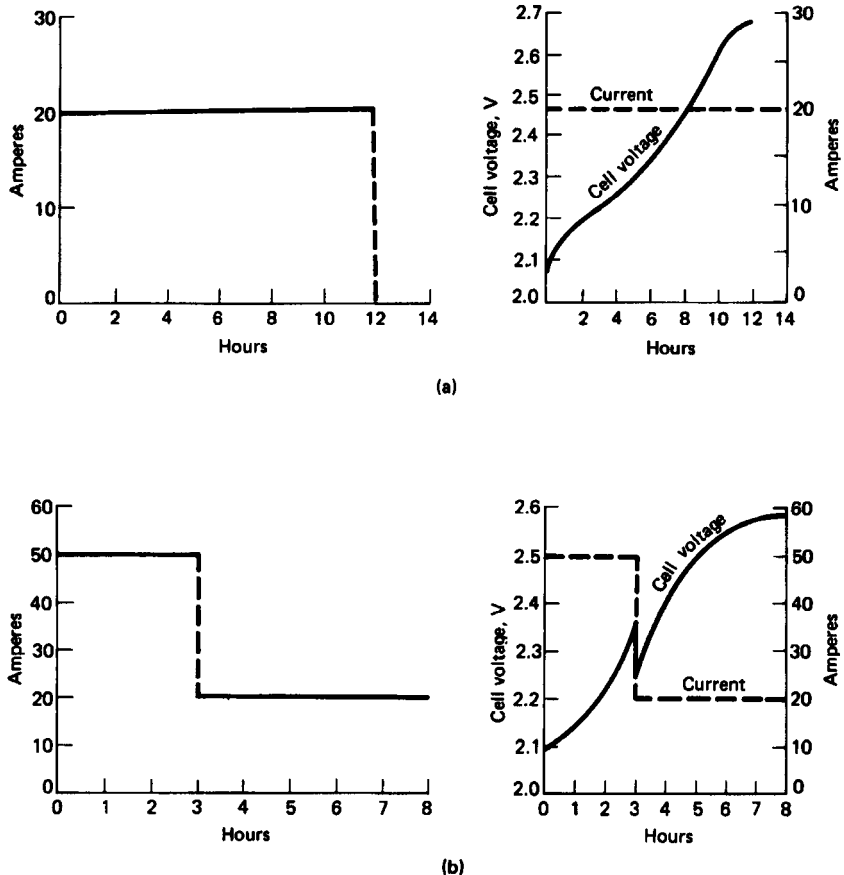 30
20
10
0
Amperes
0 2 4 6 8 10 12 14
Hours
2.7
2.6
2.5
2.4
2.3
2.2
2.1
2.0
Cell voltage, V
Current
Cell voltage
30
20
10
0
Amperes
2 4 6 8 10 12 14
Hours
(a)
60
50
40
30
20
10
0
Amperes
0 1 2 3 4 5 6 7 8
Hours
2.6
2.5
2.4
2.3
2.2
2.1
2.0
Cell voltage, V
Cell voltage
Current
60
50
40
30
20
10
0
Amperes
0 1 2 3 4 5 6 7 8
Hours
(b)